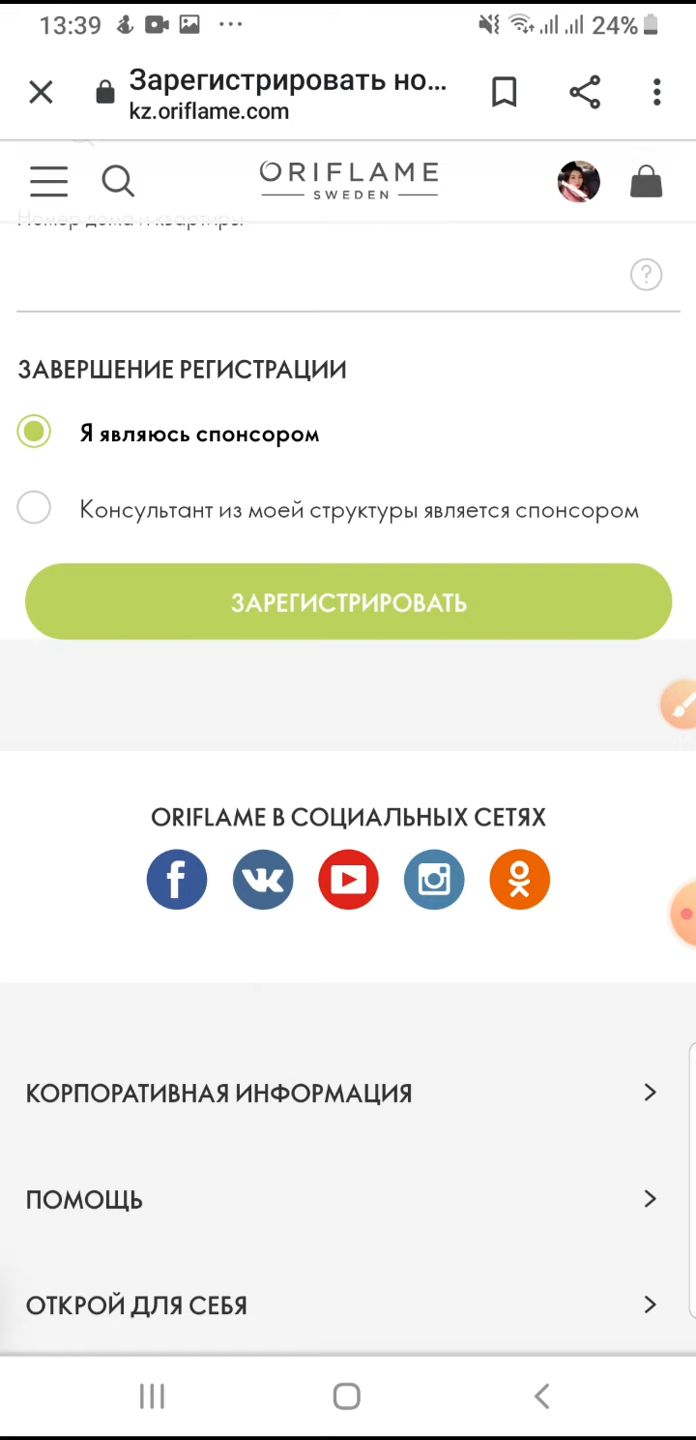 13:39
24%
Зарегистрировать но...
kz.oriflame.com
ORIFLAME
SWEDEN
Номер дома и квартиры
?
ЗАВЕРШЕНИЕ РЕГИСТРАЦИИ
Я являюсь спонсором
Консультант из моей структуры является спонсором
ЗАРЕГИСТРИРОВАТЬ
ORIFLAME В СОЦИАЛЬНЫХ СЕТЯХ
КОРПОРАТИВНАЯ ИНФОРМАЦИЯ
ПОМОЩЬ
ОТКРОЙ ДЛЯ СЕБЯ